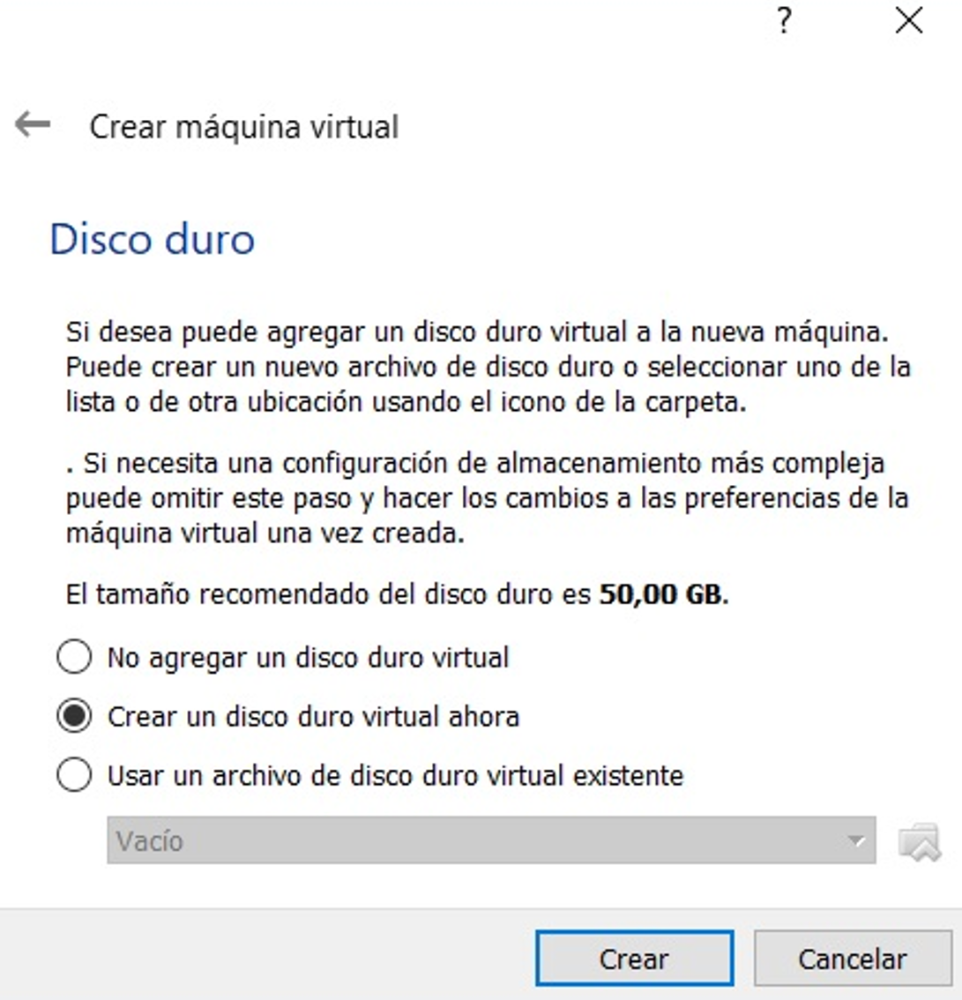 ?
Crear máquina virtual
Disco duro
Si desea puede agregar un disco duro virtual a la nueva máquina.
Puede crear un nuevo archivo de disco duro o seleccionar uno de la
lista o de otra ubicación usando el icono de la carpeta.
. Si necesita una configuración de almacenamiento más compleja
puede omitir este paso y hacer los cambios a las preferencias de la
máquina virtual una vez creada.
El tamaño recomendado del disco duro es 50,00 GB.
No agregar un disco duro virtual
Crear un disco duro virtual ahora
Usar un archivo de disco duro virtual existente
Vacío
Crear
Cancelar